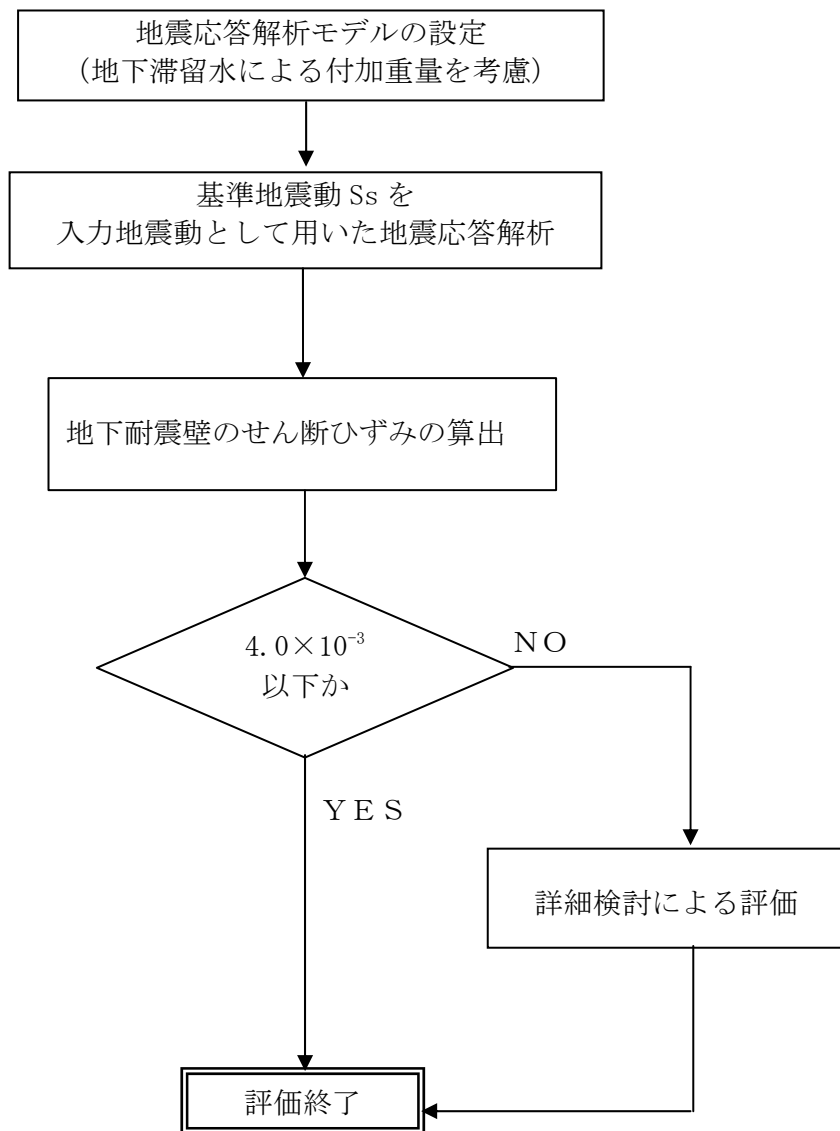 地震応答解析モデルの設定
（地下滞留水による付加重量を考慮）
基準地震動 Ss を
入力地震動として用いた地震応答解析
地下耐震壁のせん断ひずみの算出
4.0×10⁻³
以下か
ＮＯ
ＹＥＳ
詳細検討による評価
評価終了